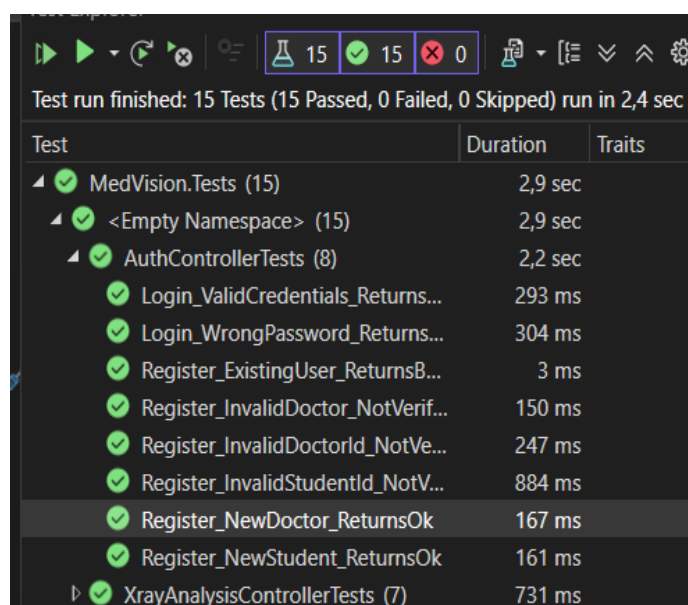 Test Explorer
15 15 0
Test run finished: 15 Tests (15 Passed, 0 Failed, 0 Skipped) run in 2,4 sec
Test Duration Traits
MedVision.Tests (15) 2,9 sec
<Empty Namespace> (15) 2,9 sec
AuthControllerTests (8) 2,2 sec
Login_ValidCredentials_Returns... 293 ms
Login_WrongPassword_Returns... 304 ms
Register_ExistingUser_ReturnsB... 3 ms
Register_InvalidDoctor_NotVerif... 150 ms
Register_InvalidDoctorId_NotVe... 247 ms
Register_InvalidStudentId_NotV... 884 ms
Register_NewDoctor_ReturnsOk 167 ms
Register_NewStudent_ReturnsOk 161 ms
XrayAnalysisControllerTests (7) 731 ms